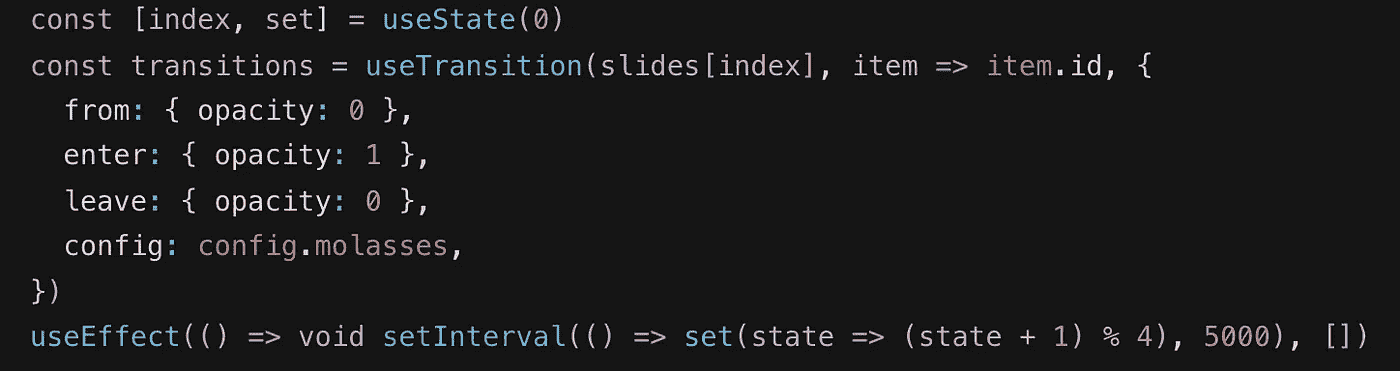 const [index, set] = useState(0)
const transitions = useTransition(slides[index], item => item.id, {
  from: { opacity: 0 },
  enter: { opacity: 1 },
  leave: { opacity: 0 },
  config: config.molasses,
})
useEffect(() => void setInterval(() => set(state => (state + 1) % 4), 5000), [])